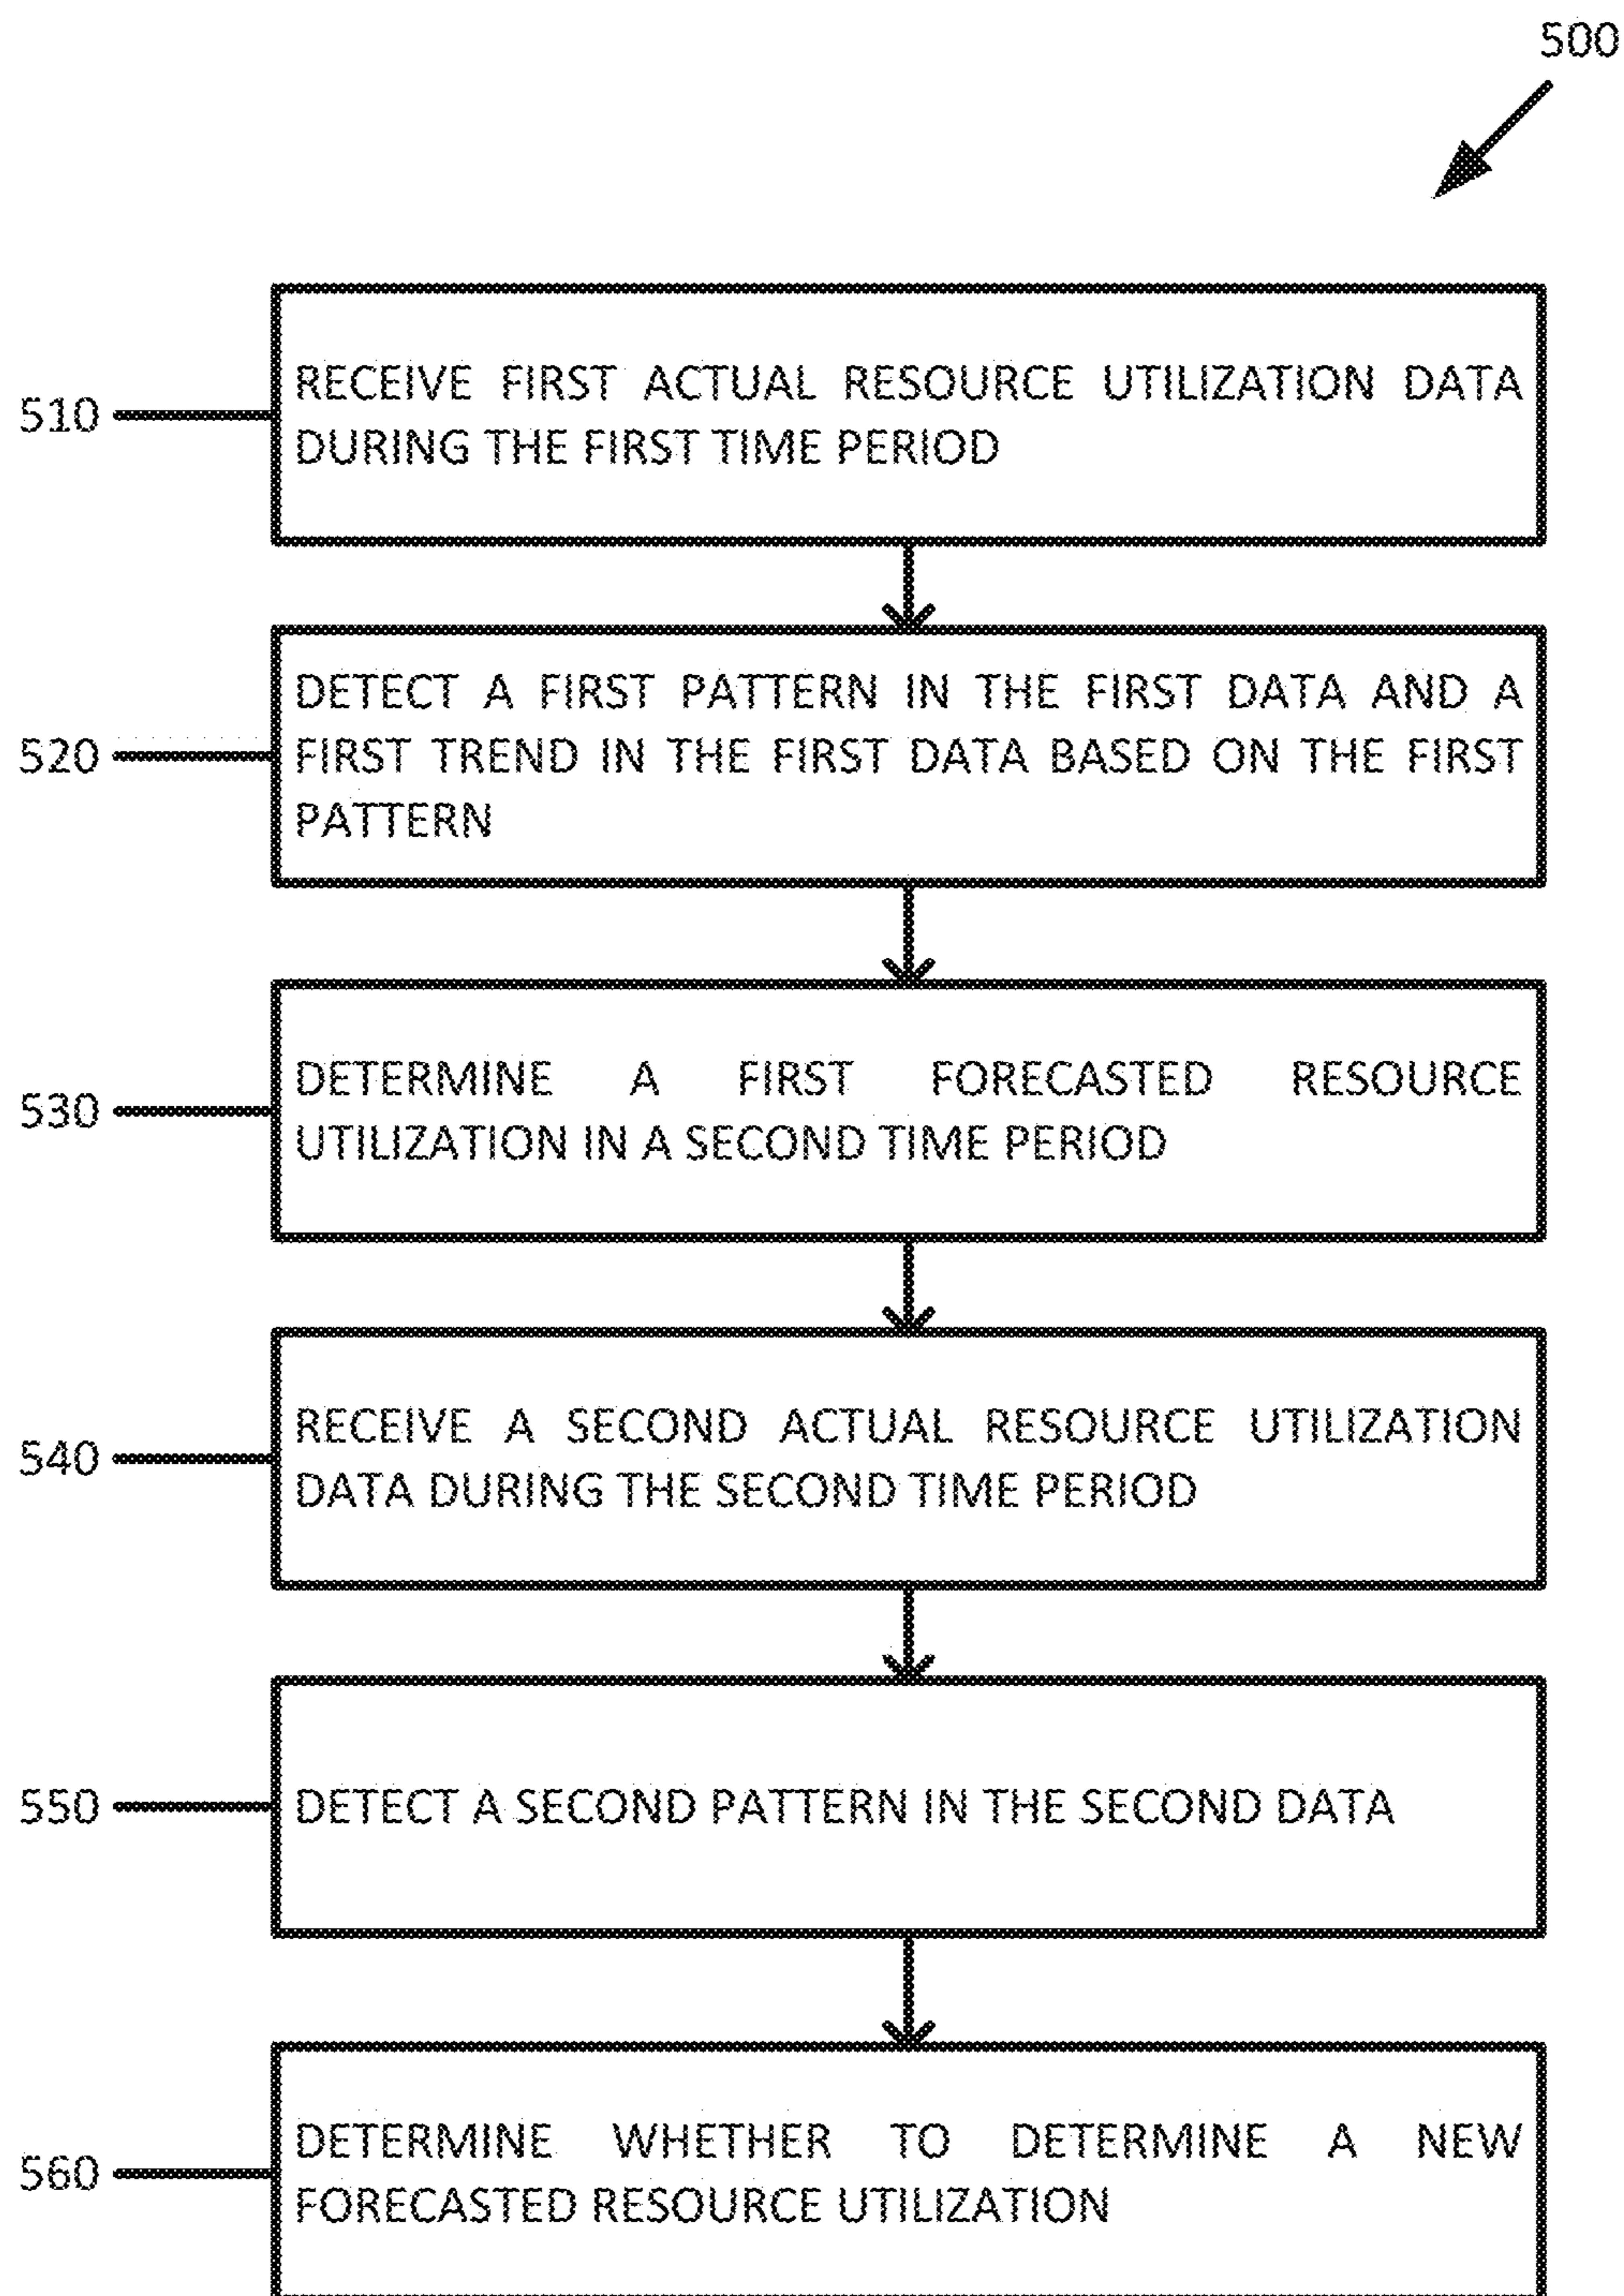 500
510
RECEIVE FIRST ACTUAL RESOURCE UTILIZATION DATA
DURING THE FIRST TIME PERIOD
520
DETECT A FIRST PATTERN IN THE FIRST DATA AND A
FIRST TREND IN THE FIRST DATA BASED ON THE FIRST
PATTERN
530
DETERMINE A FIRST FORECASTED RESOURCE
UTILIZATION IN A SECOND TIME PERIOD
540
RECEIVE A SECOND ACTUAL RESOURCE UTILIZATION
DATA DURING THE SECOND TIME PERIOD
550
DETECT A SECOND PATTERN IN THE SECOND DATA
560
DETERMINE WHETHER TO DETERMINE A NEW
FORECASTED RESOURCE UTILIZATION